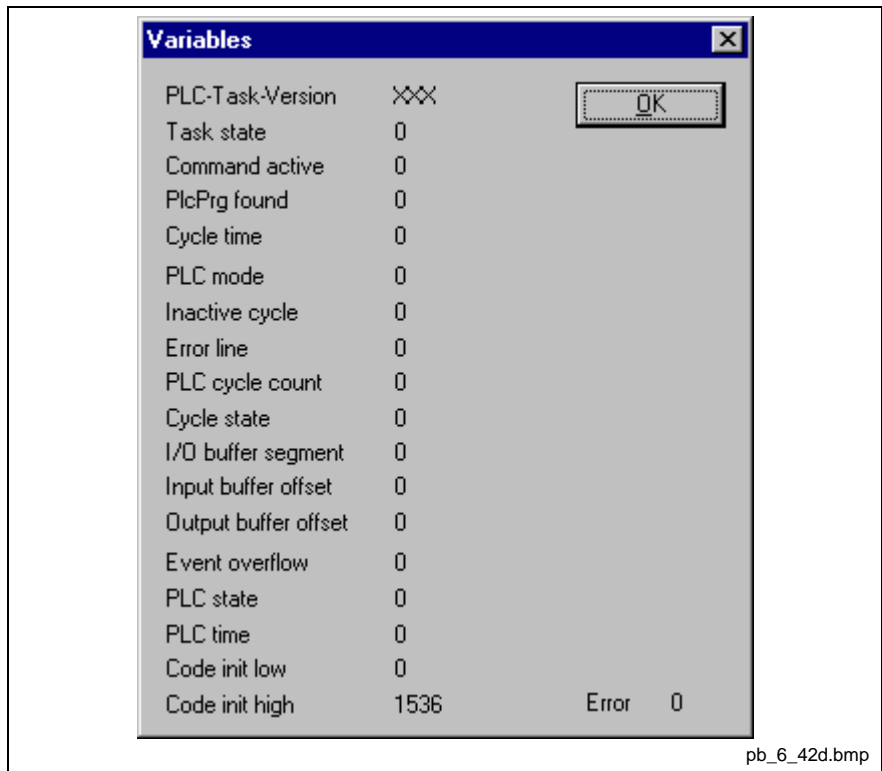 Variables
PLC-Task-Version XXX OK
Task state 0
Command active 0
PlcPrg found 0
Cycle time 0
PLC mode 0
Inactive cycle 0
Error line 0
PLC cycle count 0
Cycle state 0
I/O buffer segment 0
Input buffer offset 0
Output buffer offset 0
Event overflow 0
PLC state 0
PLC time 0
Code init low 0
Code init high 1536 Error 0
pb_6_42d.bmp